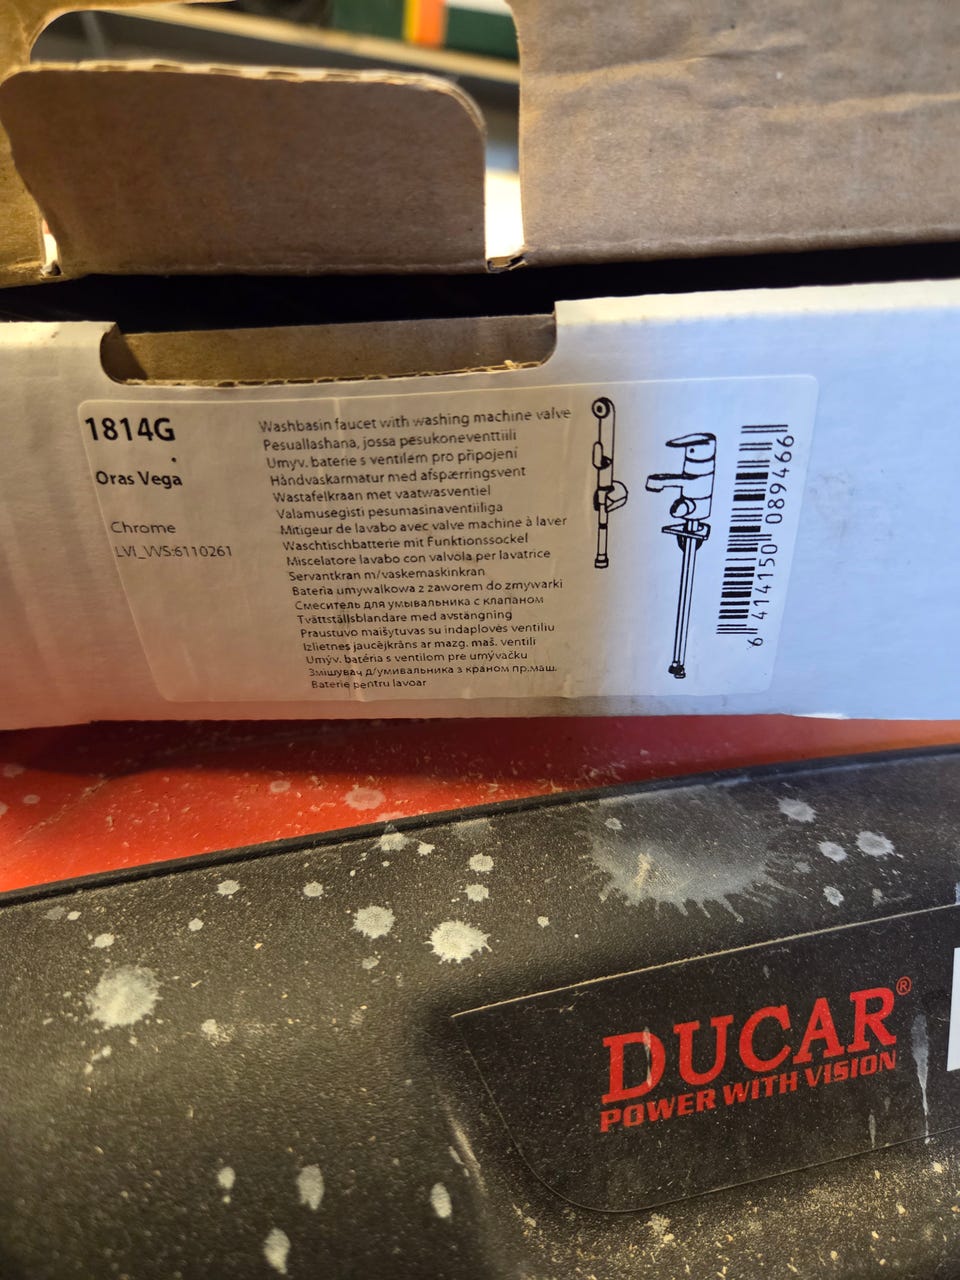 1814G
Oras Vega
Chrome
LVI_VVS:6110261
Washbasin faucet with washing machine valve
Pesuallashana, jossa pesukoneventtiili
Umyv. baterie s ventilem pro připojení
Håndvaskarmatur med afspærringsvent
Wastafelkraan met vaatwasventiel
Valamusegisti pesumasinaventiiliga
Mitigeur de lavabo avec valve machine à laver
Waschtischbatterie mit Funktionssockel
Miscelatore lavabo con valvola per lavatrice
Servantkran m/vaskemaskinkran
Bateria umywalkowa z zaworem do zmywarki
Смеситель для умывальника с клапаном
Tvättställsblandare med avstängning
Praustuvo maišytuvas su indaplovės ventiliu
Izlietnes jaucējkrāns ar mazg. maš. ventili
Umýv. batéria s ventilom pre umývačku
Змішувач д/умивальника з краном пр.маш.
Baterie pentru lavoar
6 414150 089466
DUCAR®
POWER WITH VISION